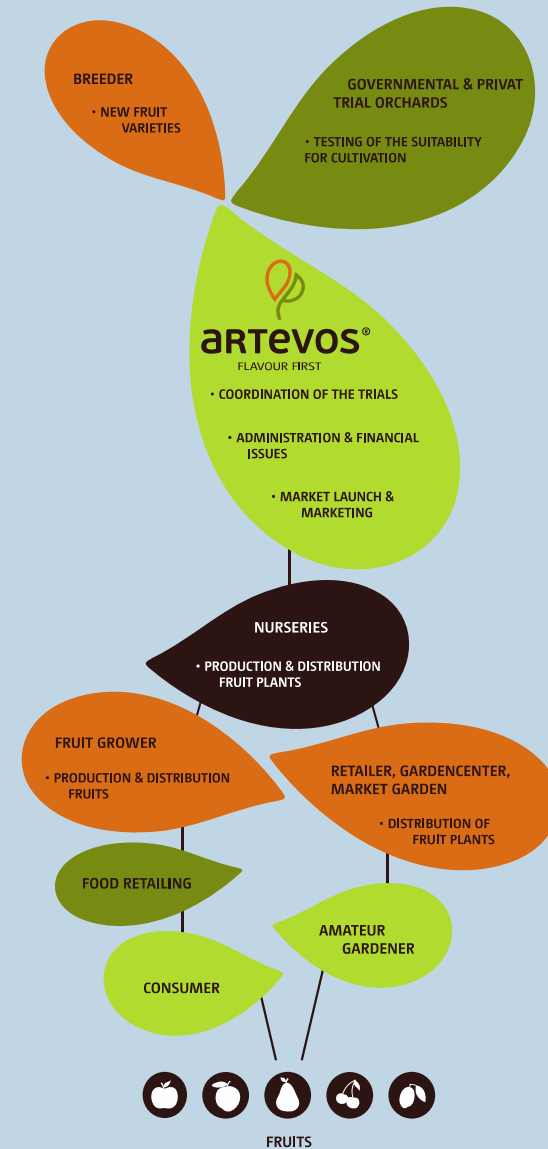 BREEDER
• NEW FRUIT
VARIETIES
GOVERNMENTAL & PRIVAT
TRIAL ORCHARDS
• TESTING OF THE SUITABILITY
FOR CULTIVATION
aRTevos®
FLAVOUR FIRST
• COORDINATION OF THE TRIALS
• ADMINISTRATION & FINANCIAL
ISSUES
• MARKET LAUNCH &
MARKETING
NURSERIES
• PRODUCTION & DISTRIBUTION
FRUIT PLANTS
FRUIT GROWER
• PRODUCTION & DISTRIBUTION
FRUITS
RETAILER, GARDENCENTER,
MARKET GARDEN
• DISTRIBUTION OF
FRUIT PLANTS
FOOD RETAILING
AMATEUR
GARDENER
CONSUMER
FRUITS